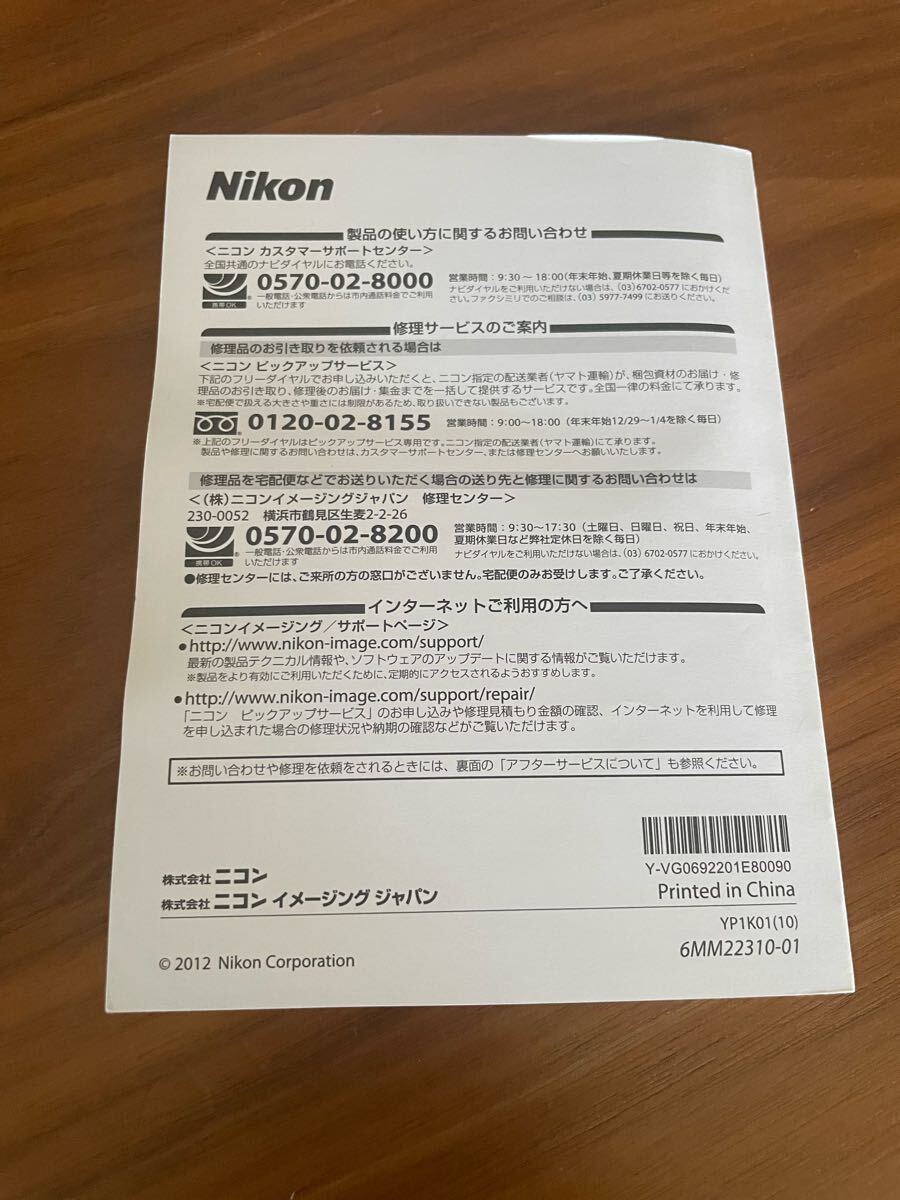 Nikon
製品の使い方に関するお問い合わせ
＜ニコン カスタマーサポートセンター＞
全国共通のナビダイヤルにお電話ください。
0570-02-8000
一般電話・公衆電話からは市内通話料金でご利用
いただけます
携帯OK
営業時間：9:30 ～ 18:00（年末年始、夏期休業日等を除く毎日）
ナビダイヤルをご利用いただけない場合は、（03）6702-0577 におかけくだ
さい。ファクシミリでのご相談は、（03）5977-7499 にお送りください。
修理サービスのご案内
修理品のお引き取りを依頼される場合は
＜ニコン ピックアップサービス＞
下記のフリーダイヤルでお申し込みいただくと、ニコン指定の配送業者（ヤマト運輸）が、梱包資材のお届け・修
理品のお引き取り、修理後のお届け・集金までを一括して提供するサービスです。全国一律の料金にて承ります。
※宅配便で扱える大きさや重さには制限があるため、取り扱いできない製品もございます。
0120-02-8155
営業時間：9:00～18:00（年末年始12/29～1/4を除く毎日）
※上記のフリーダイヤルはピックアップサービス専用です。ニコン指定の配送業者（ヤマト運輸）にて承ります。
製品や修理に関するお問い合わせは、カスタマーサポートセンター、または修理センターへお願いいたします。
修理品を宅配便などでお送りいただく場合の送り先と修理に関するお問い合わせは
＜（株）ニコンイメージングジャパン　修理センター＞
230-0052　横浜市鶴見区生麦2-2-26
0570-02-8200
一般電話・公衆電話からは市内通話料金でご利用
いただけます
携帯OK
営業時間：9:30～17:30（土曜日、日曜日、祝日、年末年始、
夏期休業日など弊社定休日を除く毎日）
ナビダイヤルをご利用いただけない場合は、（03）6702-0577 におかけください。
●修理センターには、ご来所の方の窓口がございません。宅配便のみお受けします。ご了承ください。
インターネットご利用の方へ
＜ニコンイメージング／サポートページ＞
●http://www.nikon-image.com/support/
最新の製品テクニカル情報や、ソフトウェアのアップデートに関する情報がご覧いただけます。
※製品をより有効にご利用いただくために、定期的にアクセスされるようおすすめします。
●http://www.nikon-image.com/support/repair/
「ニコン　ピックアップサービス」のお申し込みや修理見積もり金額の確認、インターネットを利用して修理
を申し込まれた場合の修理状況や納期の確認などがご覧いただけます。
※お問い合わせや修理を依頼をされるときには、裏面の「アフターサービスについて」も参照ください。
Y-VG0692201E80090
Printed in China
株式会社 ニコン
株式会社 ニコン イメージング ジャパン
YP1K01(10)
6MM22310-01
© 2012 Nikon Corporation